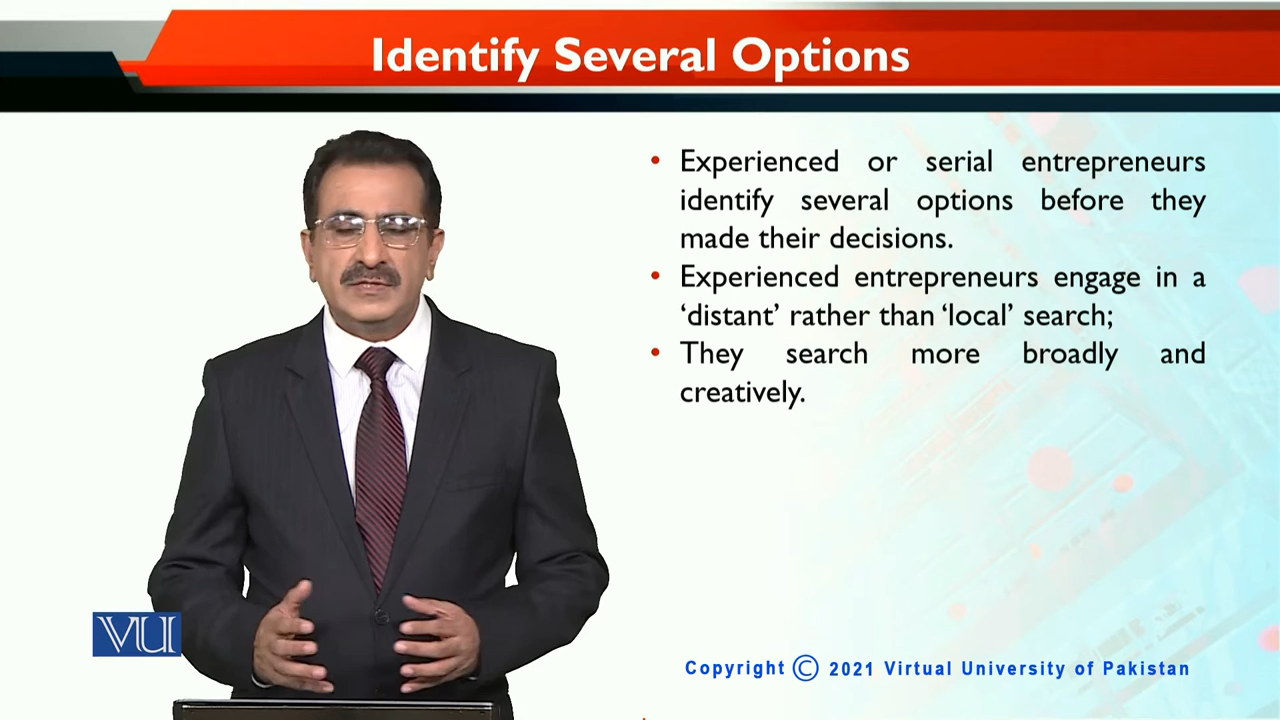 Identify Several Options
• Experienced or serial entrepreneurs
identify several options before they
made their decisions.
• Experienced entrepreneurs engage in a
‘distant’ rather than ‘local’ search;
• They search more broadly and
creatively.
VU
Copyright © 2021 Virtual University of Pakistan